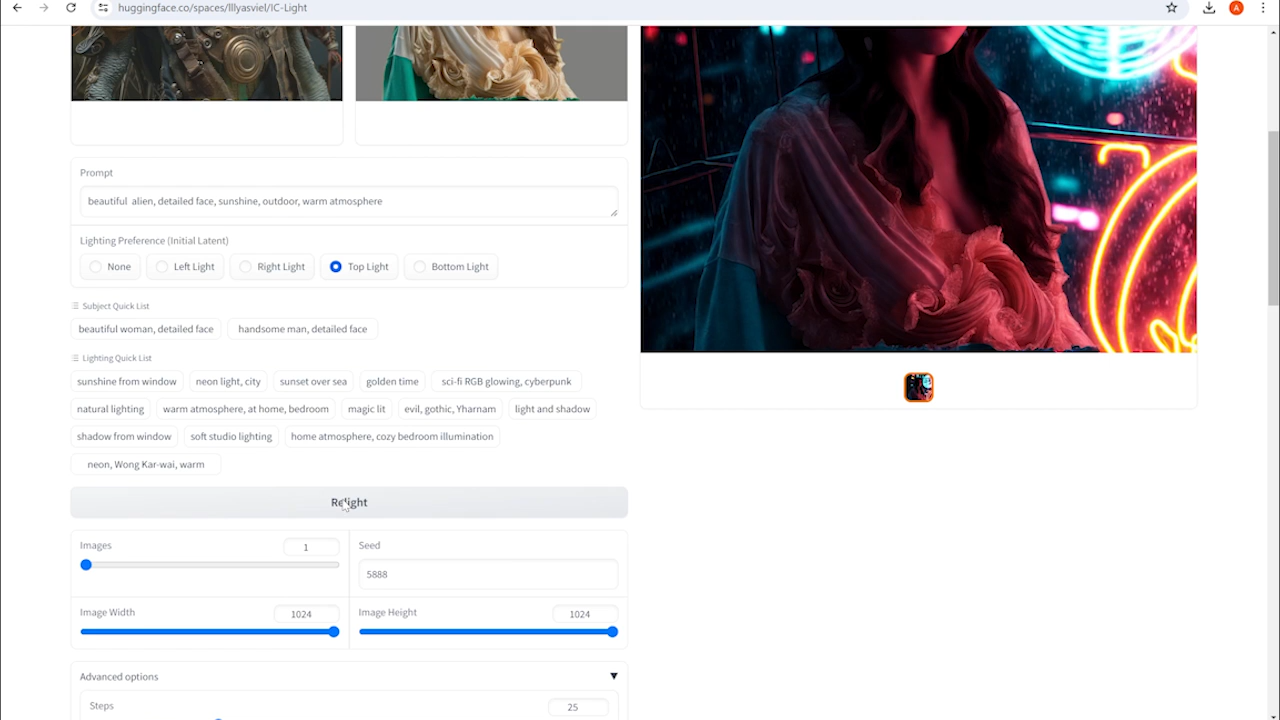 huggingface.co/spaces/lllyasviel/IC-Light
A
Prompt
beautiful alien, detailed face, sunshine, outdoor, warm atmosphere
Lighting Preference (Initial Latent)
None Left Light Right Light Top Light Bottom Light
Subject Quick List
beautiful woman, detailed face handsome man, detailed face
Lighting Quick List
sunshine from window neon light, city sunset over sea golden time sci-fi RGB glowing, cyberpunk
natural lighting warm atmosphere, at home, bedroom magic lit evil, gothic, Yharnam light and shadow
shadow from window soft studio lighting home atmosphere, cozy bedroom illumination
neon, Wong Kar-wai, warm
Relight
Images 1 Seed
5888
Image Width 1024 Image Height 1024
Advanced options
Steps 25